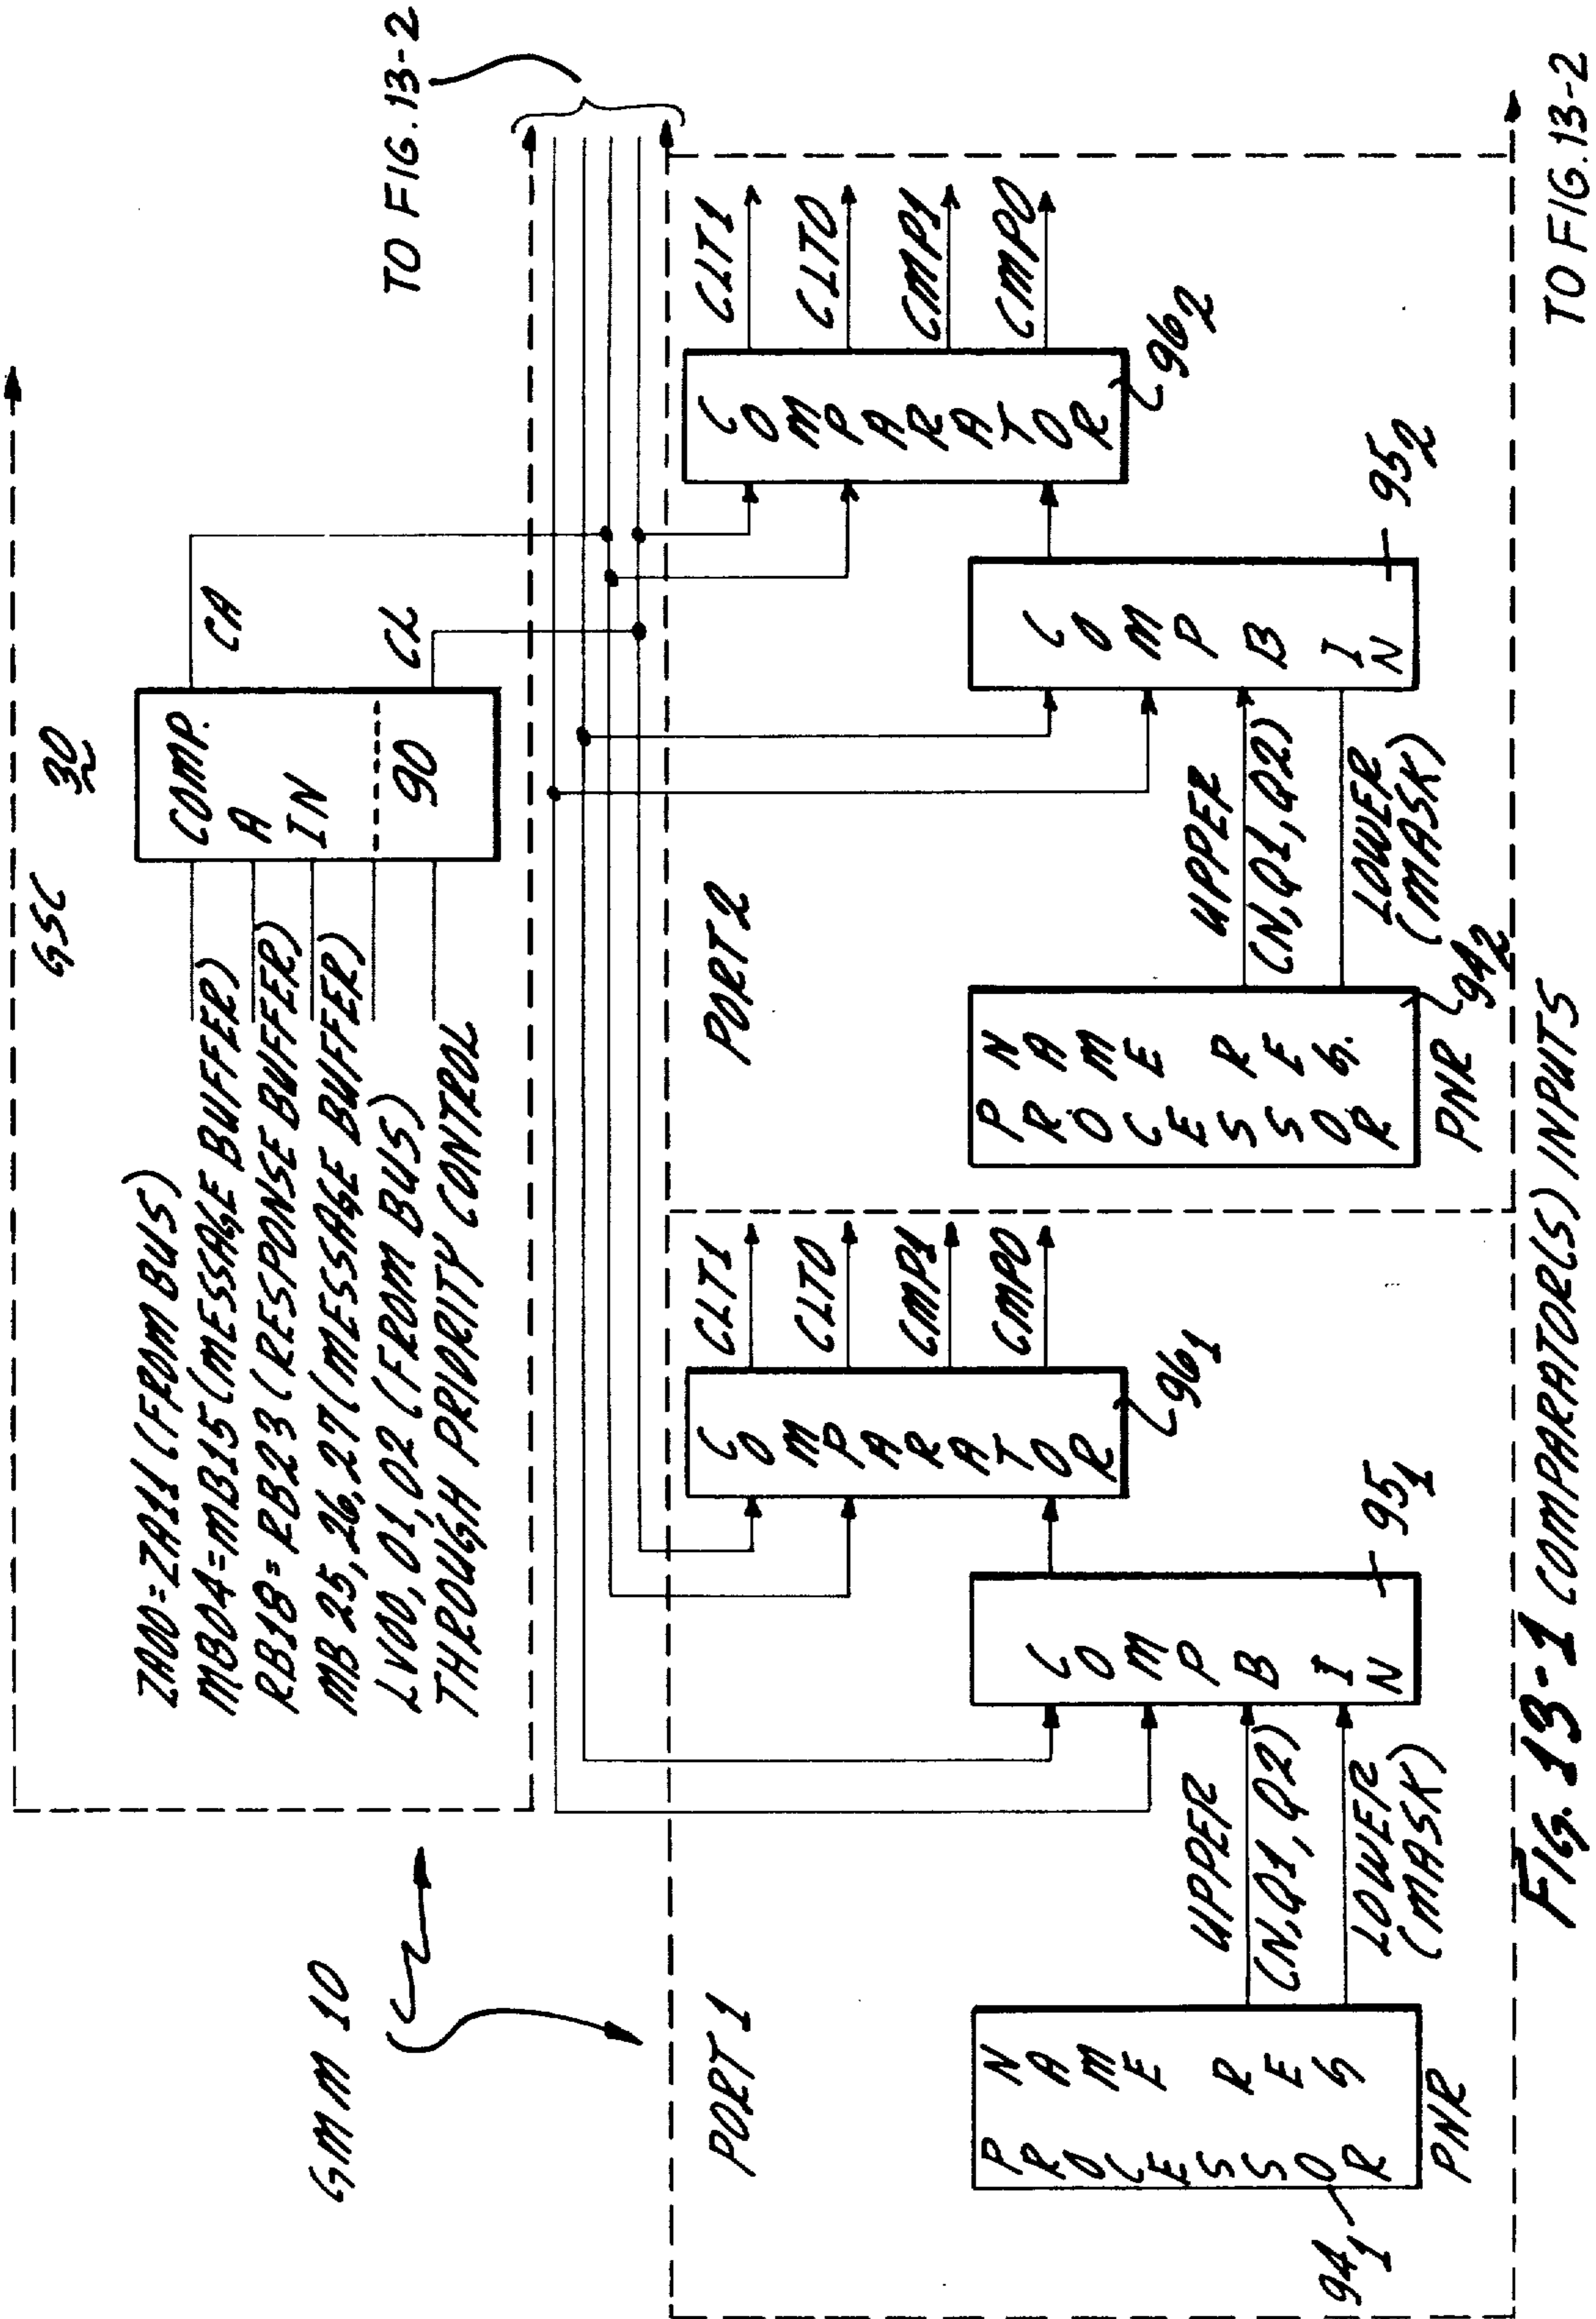 GSC 30
TO FIG. 13-2
ZA00=ZA11 (FROM BUS)
MB04=MB15 (MESSAGE BUFFER)
RB18=RB23 (RESPONSE BUFFER)
MB 25, 26, 27 (MESSAGE BUFFER)
LV00, 01, 02 (FROM BUS)
THROUGH PRIORITY CONTROL
COMP.
A
IN
90
CA
CL
GMM 10
PORT 1
PROCESSOR
NAME REG
PNR
94₁
UPPER
(N, Q1, Q2)
LOWER
(MASK)
COMP B IN
95₁
COMPARATOR
96₁
CLT1
CLT0
CMP1
CMP0
PORT 2
PROCESSOR
NAME REG.
PNR
94₂
UPPER
(N, Q1, Q2)
LOWER
(MASK)
COMP B IN
95₂
COMPARATOR
96₂
CLT1
CLT0
CMP1
CMP0
TO FIG. 13-2
FIG. 13-1 COMPARATOR(S) INPUTS